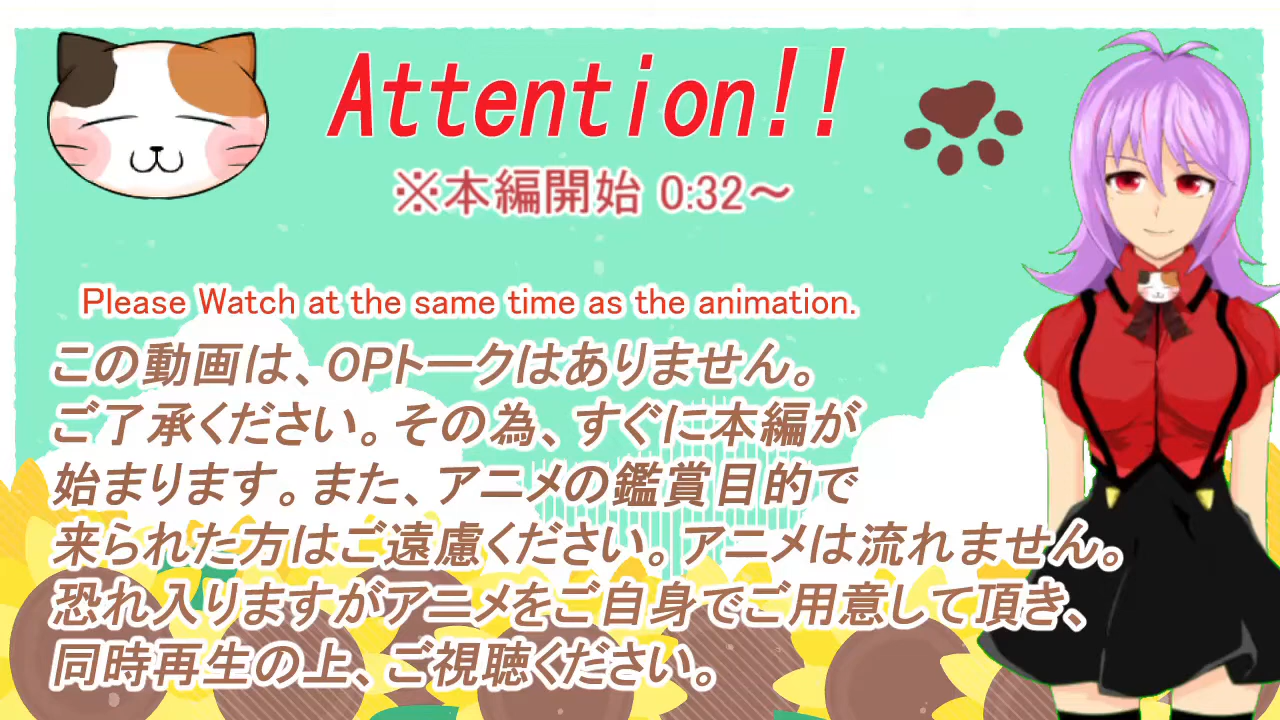 Attention!!
※本編開始 0:32～
Please Watch at the same time as the animation.
この動画は、OPトークはありません。
ご了承ください。その為、すぐに本編が
始まります。また、アニメの鑑賞目的で
来られた方はご遠慮ください。アニメは流れません。
恐れ入りますがアニメをご自身でご用意して頂き、
同時再生の上、ご視聴ください。